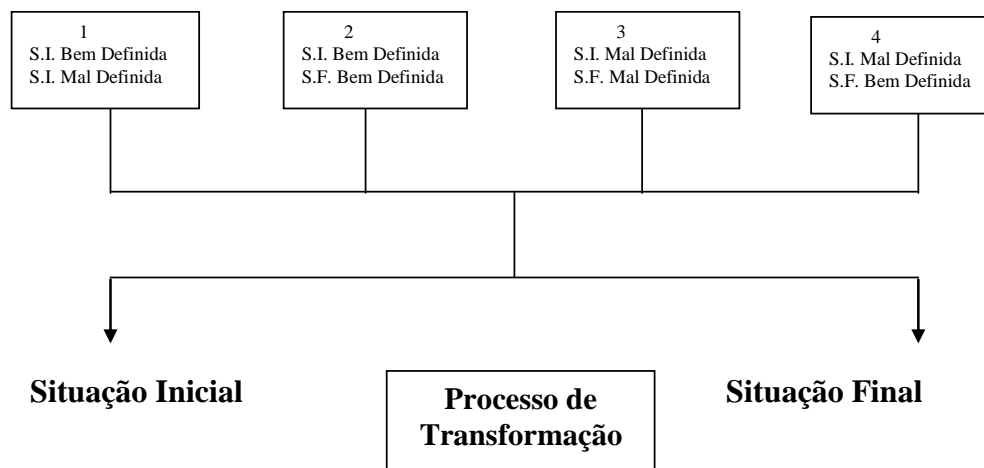 1
S.I. Bem Definida
S.I. Mal Definida
2
S.I. Bem Definida
S.F. Bem Definida
3
S.I. Mal Definida
S.F. Mal Definida
4
S.I. Mal Definida
S.F. Bem Definida
Situação Inicial
Processo de
Transformação
Situação Final